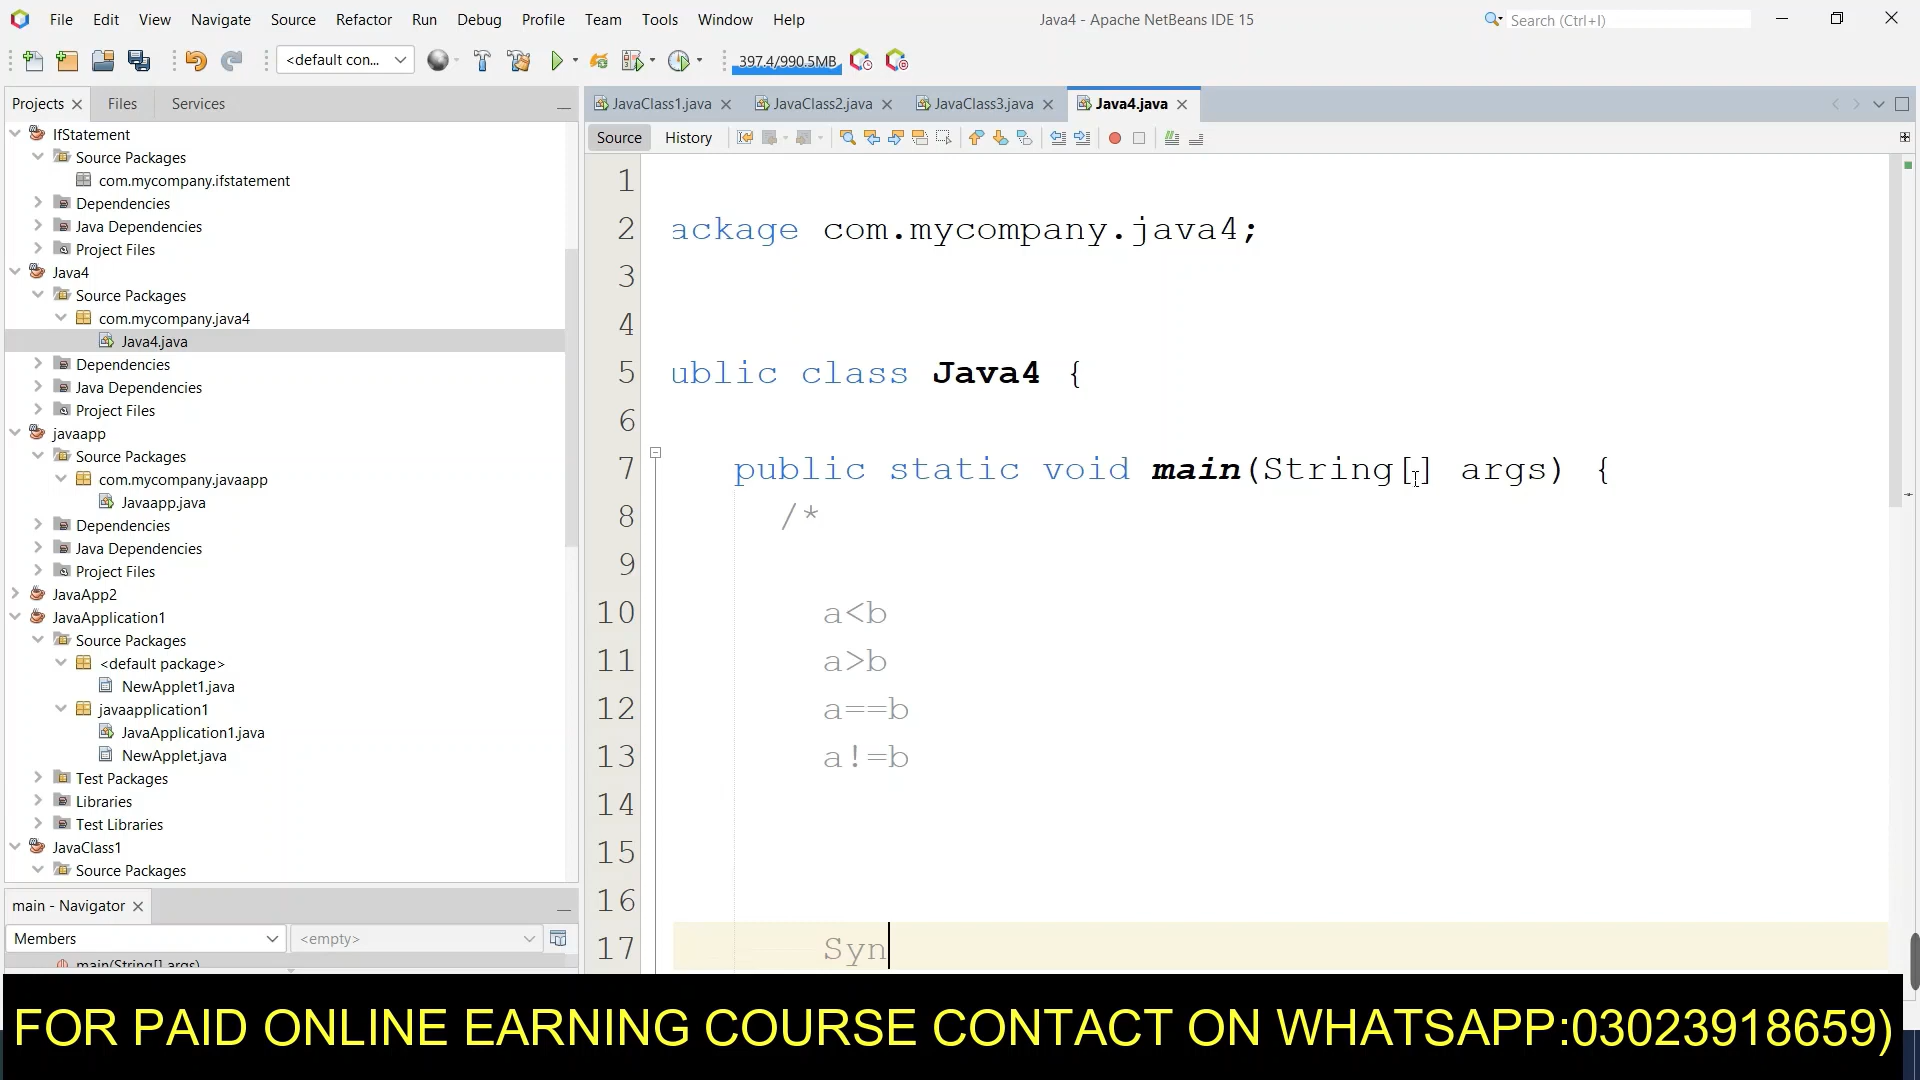 File Edit View Navigate Source Refactor Run Debug Profile Team Tools Window Help Java4 - Apache NetBeans IDE 15 Search (Ctrl+I)
<default con... 397.4/990.5MB
Projects Files Services
IfStatement
Source Packages
com.mycompany.ifstatement
Dependencies
Java Dependencies
Project Files
Java4
Source Packages
com.mycompany.java4
Java4.java
Dependencies
Java Dependencies
Project Files
javaapp
Source Packages
com.mycompany.javaapp
Javaapp.java
Dependencies
Java Dependencies
Project Files
JavaApp2
JavaApplication1
Source Packages
<default package>
NewApplet1.java
javaapplication1
JavaApplication1.java
NewApplet.java
Test Packages
Libraries
Test Libraries
JavaClass1
Source Packages
main - Navigator
Members <empty>
main(String[] args)
JavaClass1.java JavaClass2.java JavaClass3.java Java4.java
Source History
1
2 ackage com.mycompany.java4;
3
4
5 ublic class Java4 {
6
7 public static void main(String[] args) {
8 /*
9
10 a<b
11 a>b
12 a==b
13 a!=b
14
15
16
17 Syn
FOR PAID ONLINE EARNING COURSE CONTACT ON WHATSAPP:03023918659)